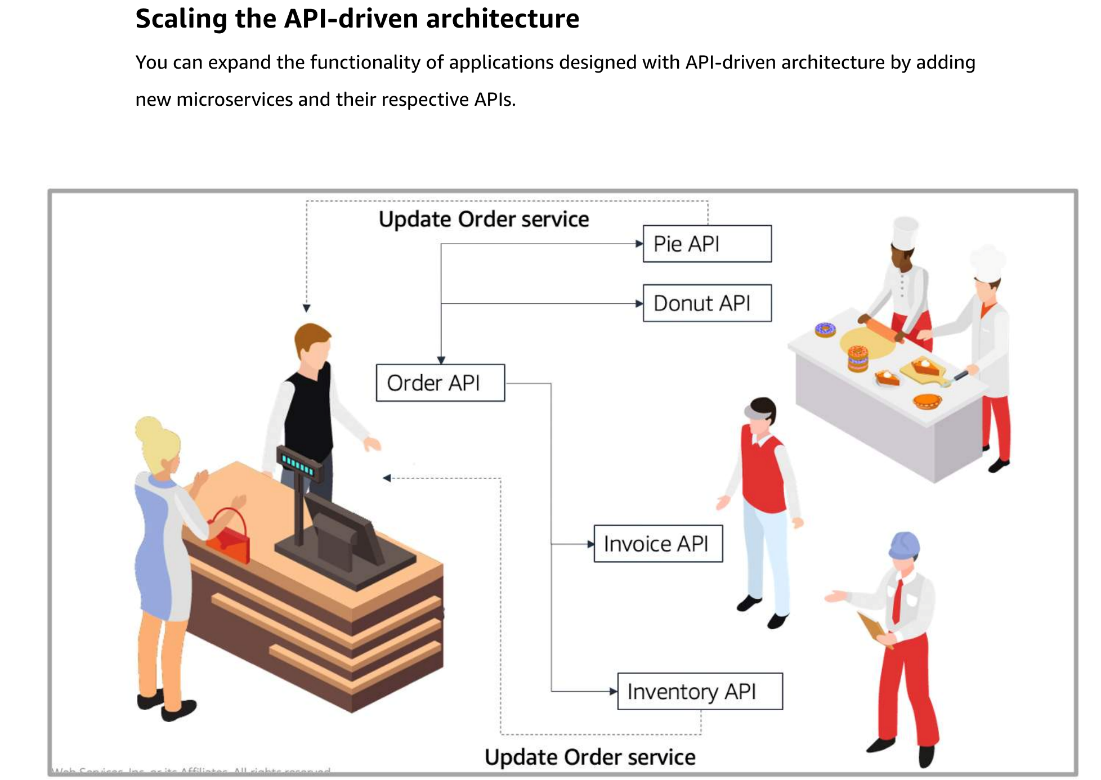 Scaling the API-driven architecture
You can expand the functionality of applications designed with API-driven architecture by adding
new microservices and their respective APIs.
Update Order service
Pie API
Donut API
Order API
Invoice API
Inventory API
Update Order service
Web Services, Inc. or its Affiliates. All rights reserved.